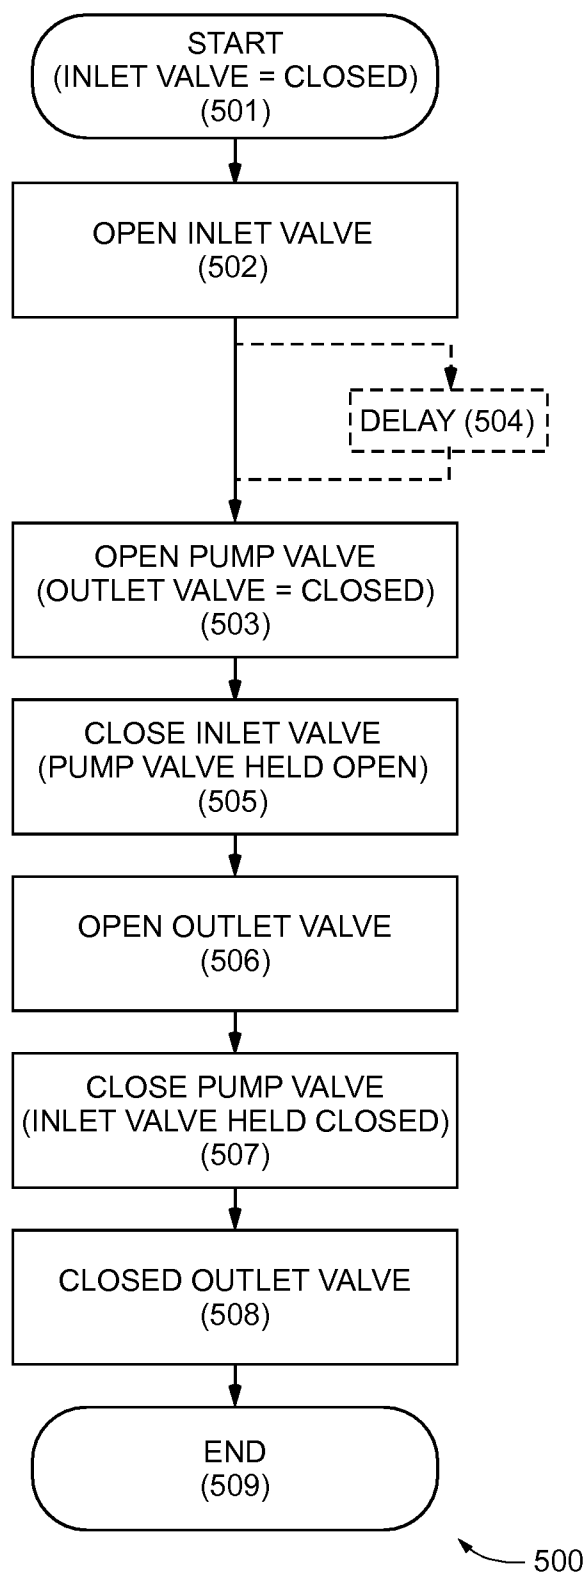 START
(INLET VALVE = CLOSED)
(501)
OPEN INLET VALVE
(502)
DELAY (504)
OPEN PUMP VALVE
(OUTLET VALVE = CLOSED)
(503)
CLOSE INLET VALVE
(PUMP VALVE HELD OPEN)
(505)
OPEN OUTLET VALVE
(506)
CLOSE PUMP VALVE
(INLET VALVE HELD CLOSED)
(507)
CLOSED OUTLET VALVE
(508)
END
(509)
500